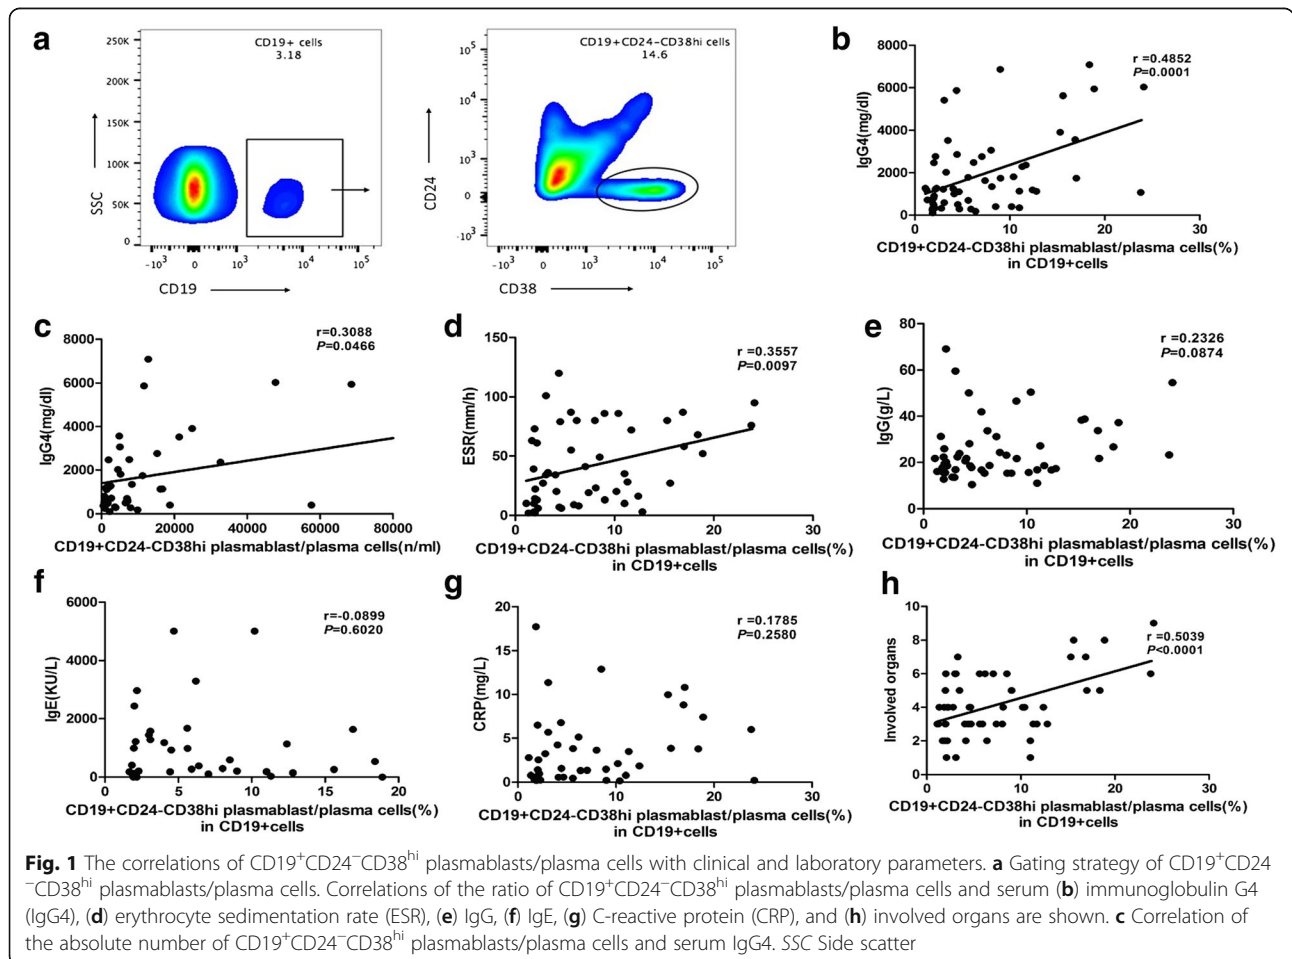 a
CD19+ cells
3.18
250K
200K
150K
100K
50K
0
SSC
-10³ 0 10³ 10⁴ 10⁵
CD19
CD19+CD24-CD38hi cells
14.6
10⁵
10⁴
10³
0
-10³
CD24
-10³ 0 10³ 10⁴ 10⁵
CD38
b
r =0.4852
P=0.0001
8000
6000
4000
2000
0
IgG4(mg/dl)
0 10 20 30
CD19+CD24-CD38hi plasmablast/plasma cells(%)
in CD19+cells
c
r=0.3088
P=0.0466
8000
6000
4000
2000
0
IgG4(mg/dl)
0 20000 40000 60000 80000
CD19+CD24-CD38hi plasmablast/plasma cells(n/ml)
d
r =0.3557
P=0.0097
150
100
50
0
ESR(mm/h)
0 10 20 30
CD19+CD24-CD38hi plasmablast/plasma cells(%)
in CD19+cells
e
r =0.2326
P=0.0874
80
60
40
20
0
IgG(g/L)
0 10 20 30
CD19+CD24-CD38hi plasmablast/plasma cells(%)
in CD19+cells
f
r=-0.0899
P=0.6020
6000
4000
2000
0
IgE(KU/L)
0 5 10 15 20
CD19+CD24-CD38hi plasmablast/plasma cells(%)
in CD19+cells
g
r =0.1785
P=0.2580
20
15
10
5
0
CRP(mg/L)
0 10 20 30
CD19+CD24-CD38hi plasmablast/plasma cells(%)
in CD19+cells
h
r =0.5039
P<0.0001
10
8
6
4
2
0
Involved organs
0 10 20 30
CD19+CD24-CD38hi plasmablast/plasma cells(%)
in CD19+cells
Fig. 1 The correlations of CD19⁺CD24⁻CD38ʰⁱ plasmablasts/plasma cells with clinical and laboratory parameters. a Gating strategy of CD19⁺CD24
⁻CD38ʰⁱ plasmablasts/plasma cells. Correlations of the ratio of CD19⁺CD24⁻CD38ʰⁱ plasmablasts/plasma cells and serum (b) immunoglobulin G4
(IgG4), (d) erythrocyte sedimentation rate (ESR), (e) IgG, (f) IgE, (g) C-reactive protein (CRP), and (h) involved organs are shown. c Correlation of
the absolute number of CD19⁺CD24⁻CD38ʰⁱ plasmablasts/plasma cells and serum IgG4. SSC Side scatter